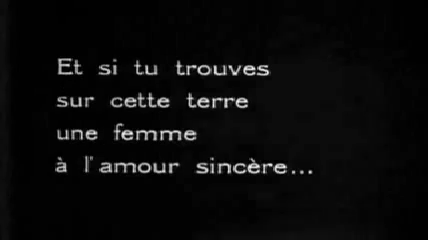 Et si tu trouves
sur cette terre
une femme
à l'amour sincère...